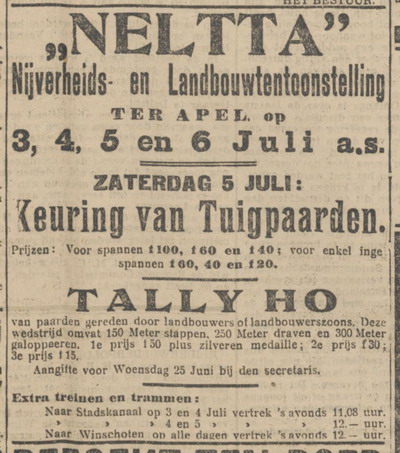 HET BESTUUR.
„NELTTA”
Nijverheids- en Landbouwtentoonstelling
TER APEL op
3, 4, 5 en 6 Juli a.s.
ZATERDAG 5 JULI:
Keuring van Tuigpaarden.
Prijzen: Voor spannen f 100, f 60 en f 40; voor enkel inge
spannen f 60, 40 en f 20.
TALLY HO
van paarden gereden door landbouwers of landbouwerszoons. Deze
wedstrijd omvat 150 Meter stappen, 250 Meter draven en 300 Meter
galoppeeren. 1e prijs f 50 plus zilveren medaille; 2e prijs f 30;
3e prijs f 15.
Aangifte voor Woensdag 25 Juni bij den secretaris.
Extra treinen en trammen:
Naar Stadskanaal op 3 en 4 Juli vertrek 's avonds 11,08 uur.
„ „ „ 4 en 5 „ „ „ 12.— uur.
Naar Winschoten op alle dagen vertrek 's avonds 12.— uur.